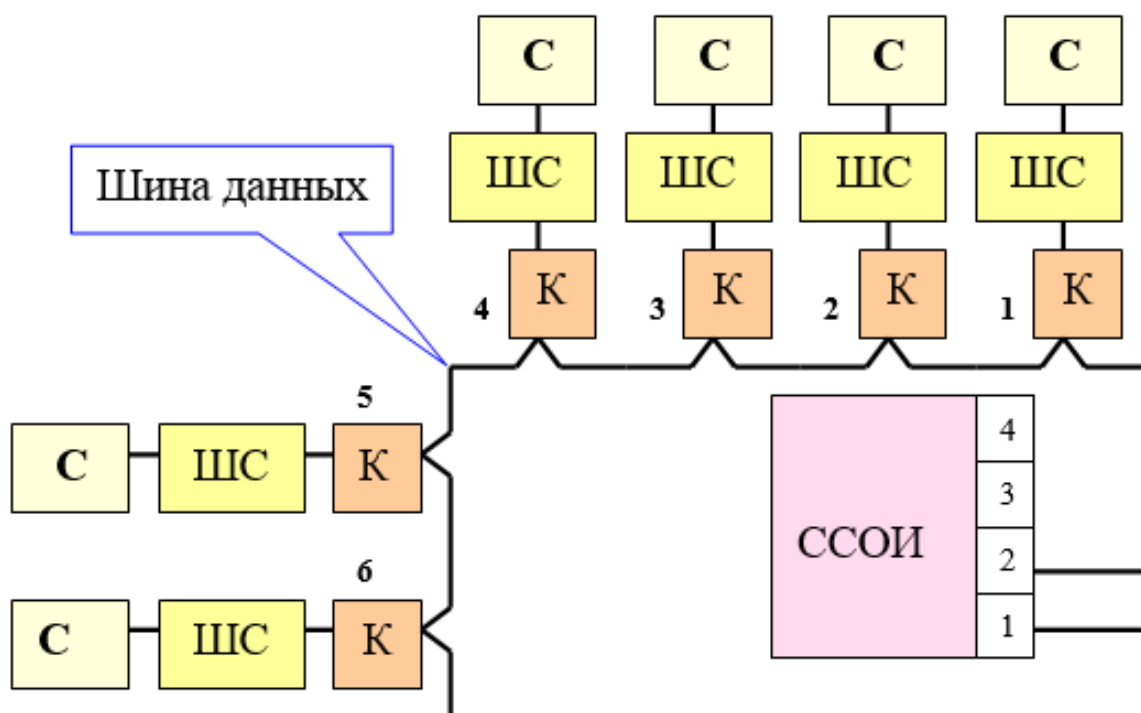 С С С С
ШС ШС ШС ШС
Шина данных
К К К К
4 3 2 1
5
С ШС К
6
С ШС К
ССОИ
4
3
2
1